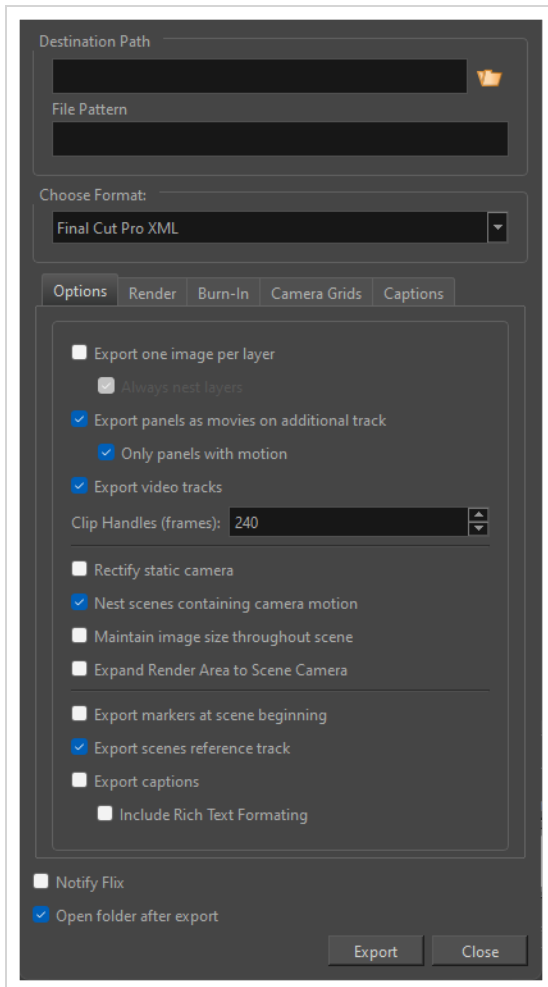 Destination Path
File Pattern
Choose Format:
Final Cut Pro XML
Options Render Burn-In Camera Grids Captions
Export one image per layer
Always nest layers
Export panels as movies on additional track
Only panels with motion
Export video tracks
Clip Handles (frames): 240
Rectify static camera
Nest scenes containing camera motion
Maintain image size throughout scene
Expand Render Area to Scene Camera
Export markers at scene beginning
Export scenes reference track
Export captions
Include Rich Text Formating
Notify Flix
Open folder after export
Export Close